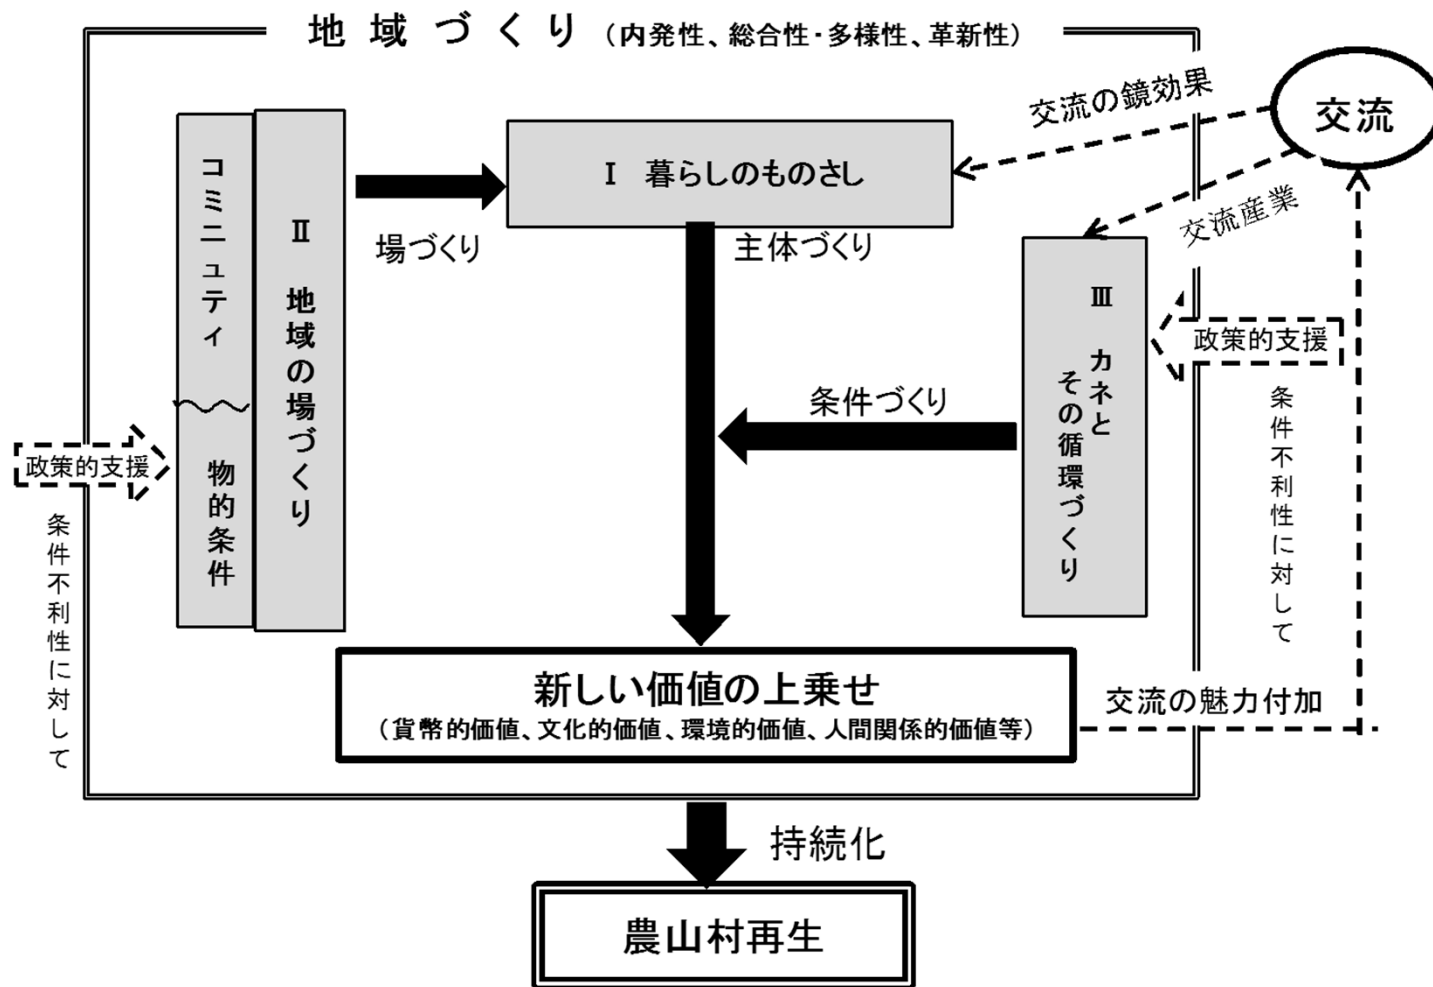 地域づくり（内発性、総合性・多様性、革新性）
交流
交流の鏡効果
交流産業
Ⅰ 暮らしのものさし
コミニュティ
物的条件
Ⅱ 地域の場づくり
場づくり
主体づくり
Ⅲ カネと
その循環づくり
条件づくり
政策的支援
条件不利性に対して
政策的支援
条件不利性に対して
新しい価値の上乗せ
（貨幣的価値、文化的価値、環境的価値、人間関係的価値等）
交流の魅力付加
持続化
農山村再生